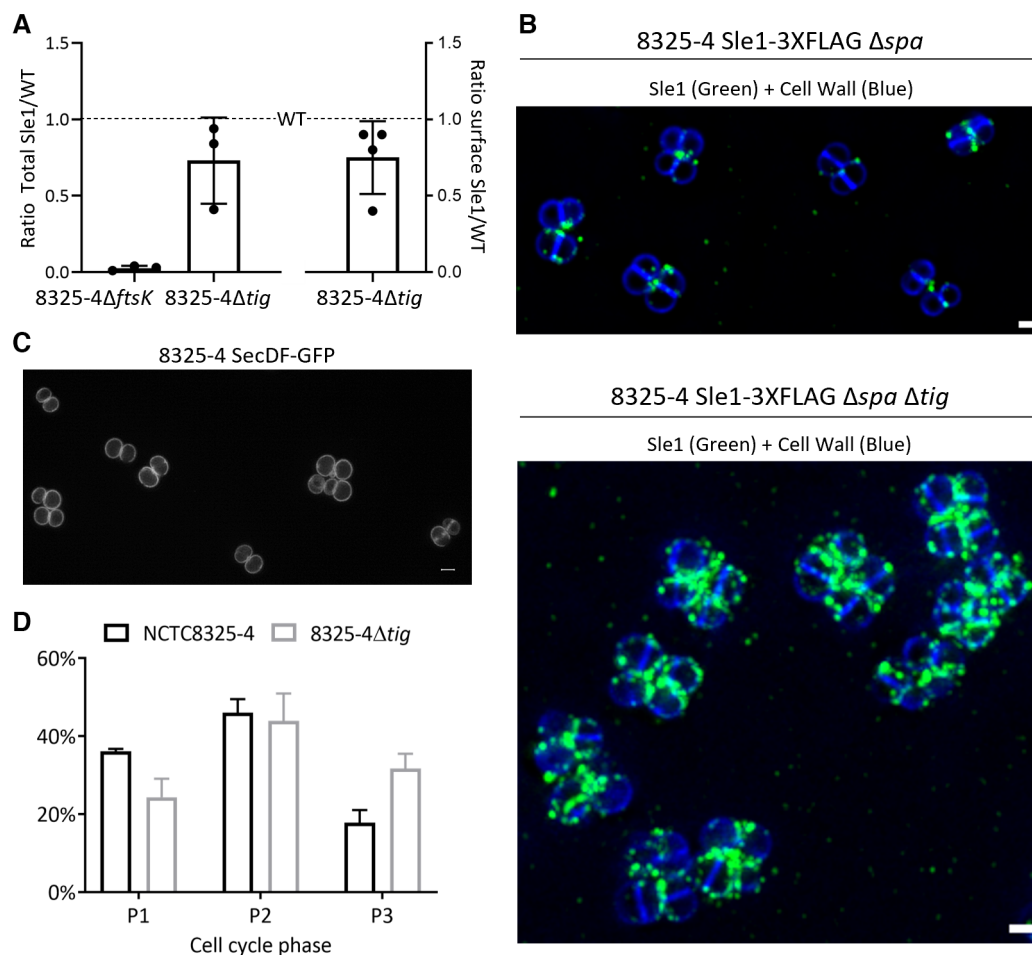 A
1.5
1.0
0.5
0.0
Ratio Total Sle1/WT
WT
1.5
1.0
0.5
0.0
Ratio surface Sle1/WT
8325-4ΔftsK 8325-4Δtig 8325-4Δtig
B
8325-4 Sle1-3XFLAG Δspa
Sle1 (Green) + Cell Wall (Blue)
C
8325-4 SecDF-GFP
8325-4 Sle1-3XFLAG Δspa Δtig
Sle1 (Green) + Cell Wall (Blue)
D
NCTC8325-4 8325-4Δtig
60%
40%
20%
0%
P1 P2 P3
Cell cycle phase